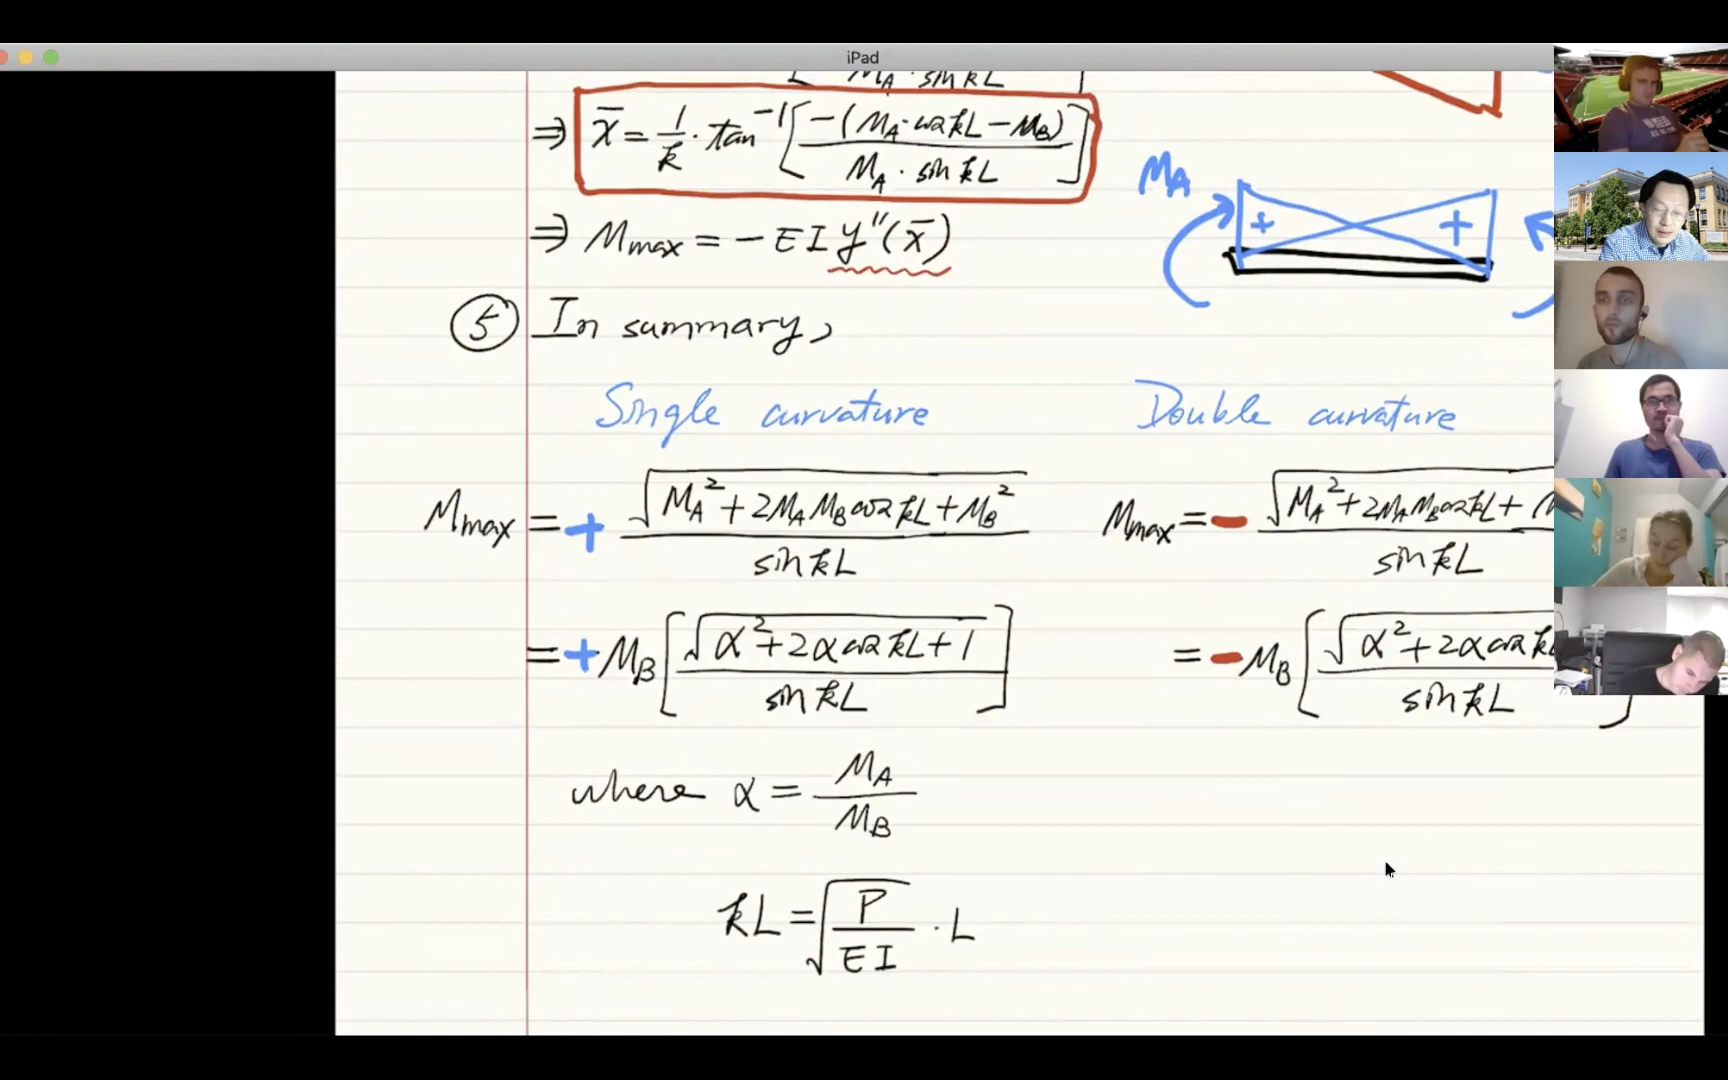 iPad
M_A · sin kL
⇒ x̄ = 1/k · tan⁻¹[ -(M_A · cos kL - M_B) / M_A · sin kL ]
M_A
+ +
⇒ M_max = - EI y''(x̄)
⑤ In summary,
Single curvature Double curvature
M_max = + √(M_A² + 2M_A M_B cos kL + M_B²) / sin kL
M_max = - √(M_A² + 2M_A M_B cos kL + / sin kL
= + M_B [ √(α² + 2α cos kL + 1) / sin kL ]
= - M_B [ √(α² + 2α cos k / sin kL ]
where α = M_A / M_B
kL = √(P / EI) · L